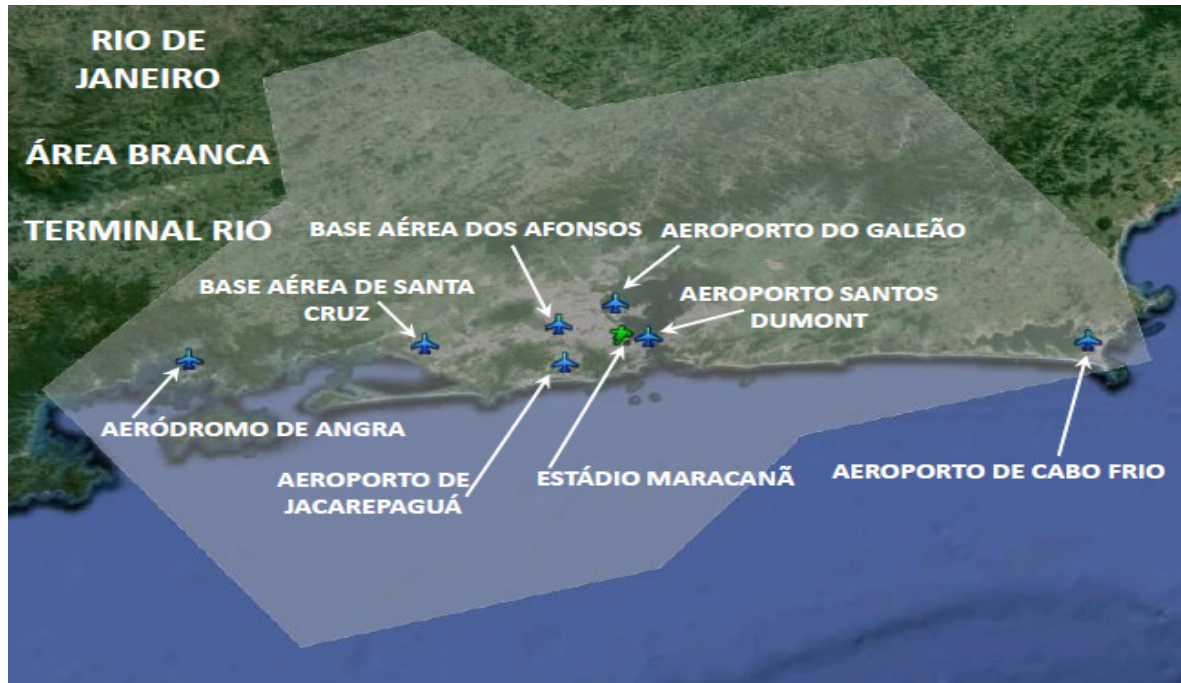 RIO DE
JANEIRO
ÁREA BRANCA
TERMINAL RIO
BASE AÉREA DOS AFONSOS
AEROPORTO DO GALEÃO
BASE AÉREA DE SANTA
CRUZ
AEROPORTO SANTOS
DUMONT
AERÓDROMO DE ANGRA
AEROPORTO DE
JACAREPAGUÁ
ESTÁDIO MARACANÃ
AEROPORTO DE CABO FRIO